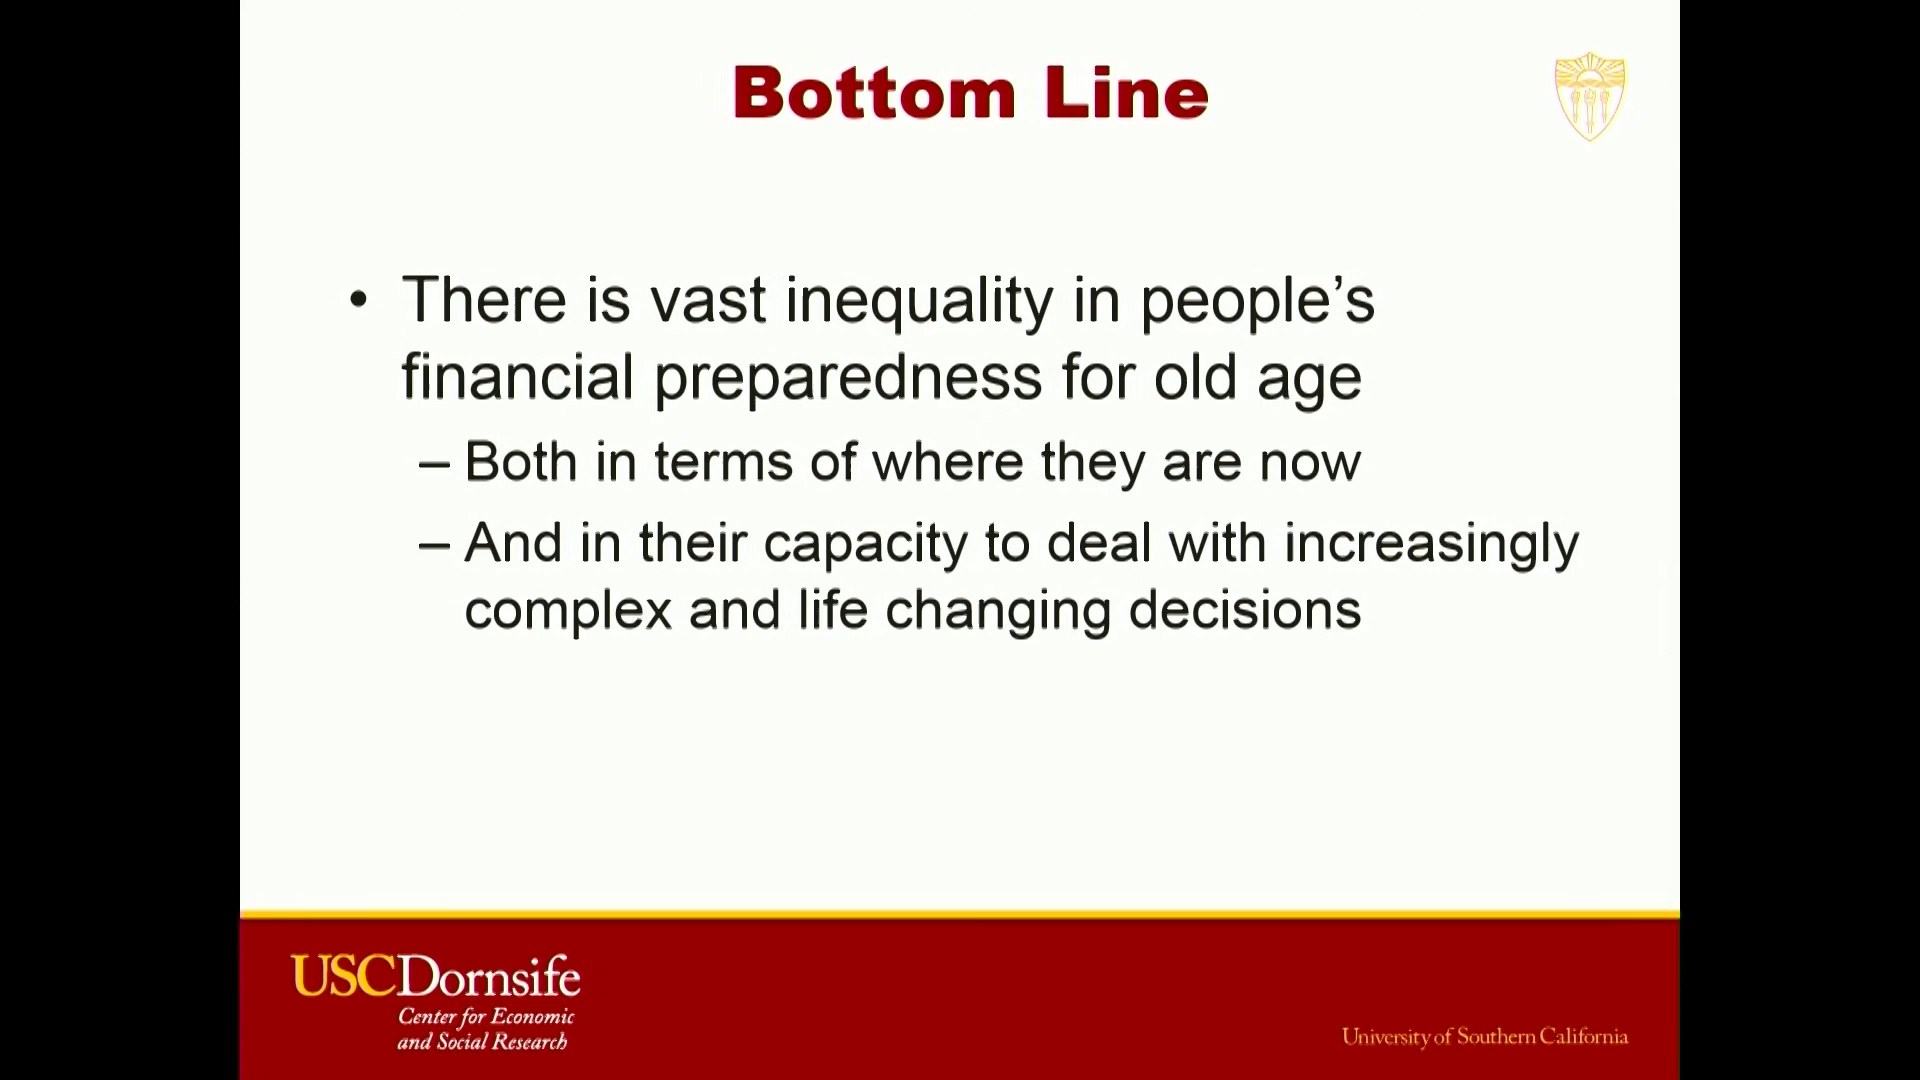 Bottom Line
• There is vast inequality in people’s
financial preparedness for old age
– Both in terms of where they are now
– And in their capacity to deal with increasingly
complex and life changing decisions
USCDornsife
Center for Economic
and Social Research
University of Southern California